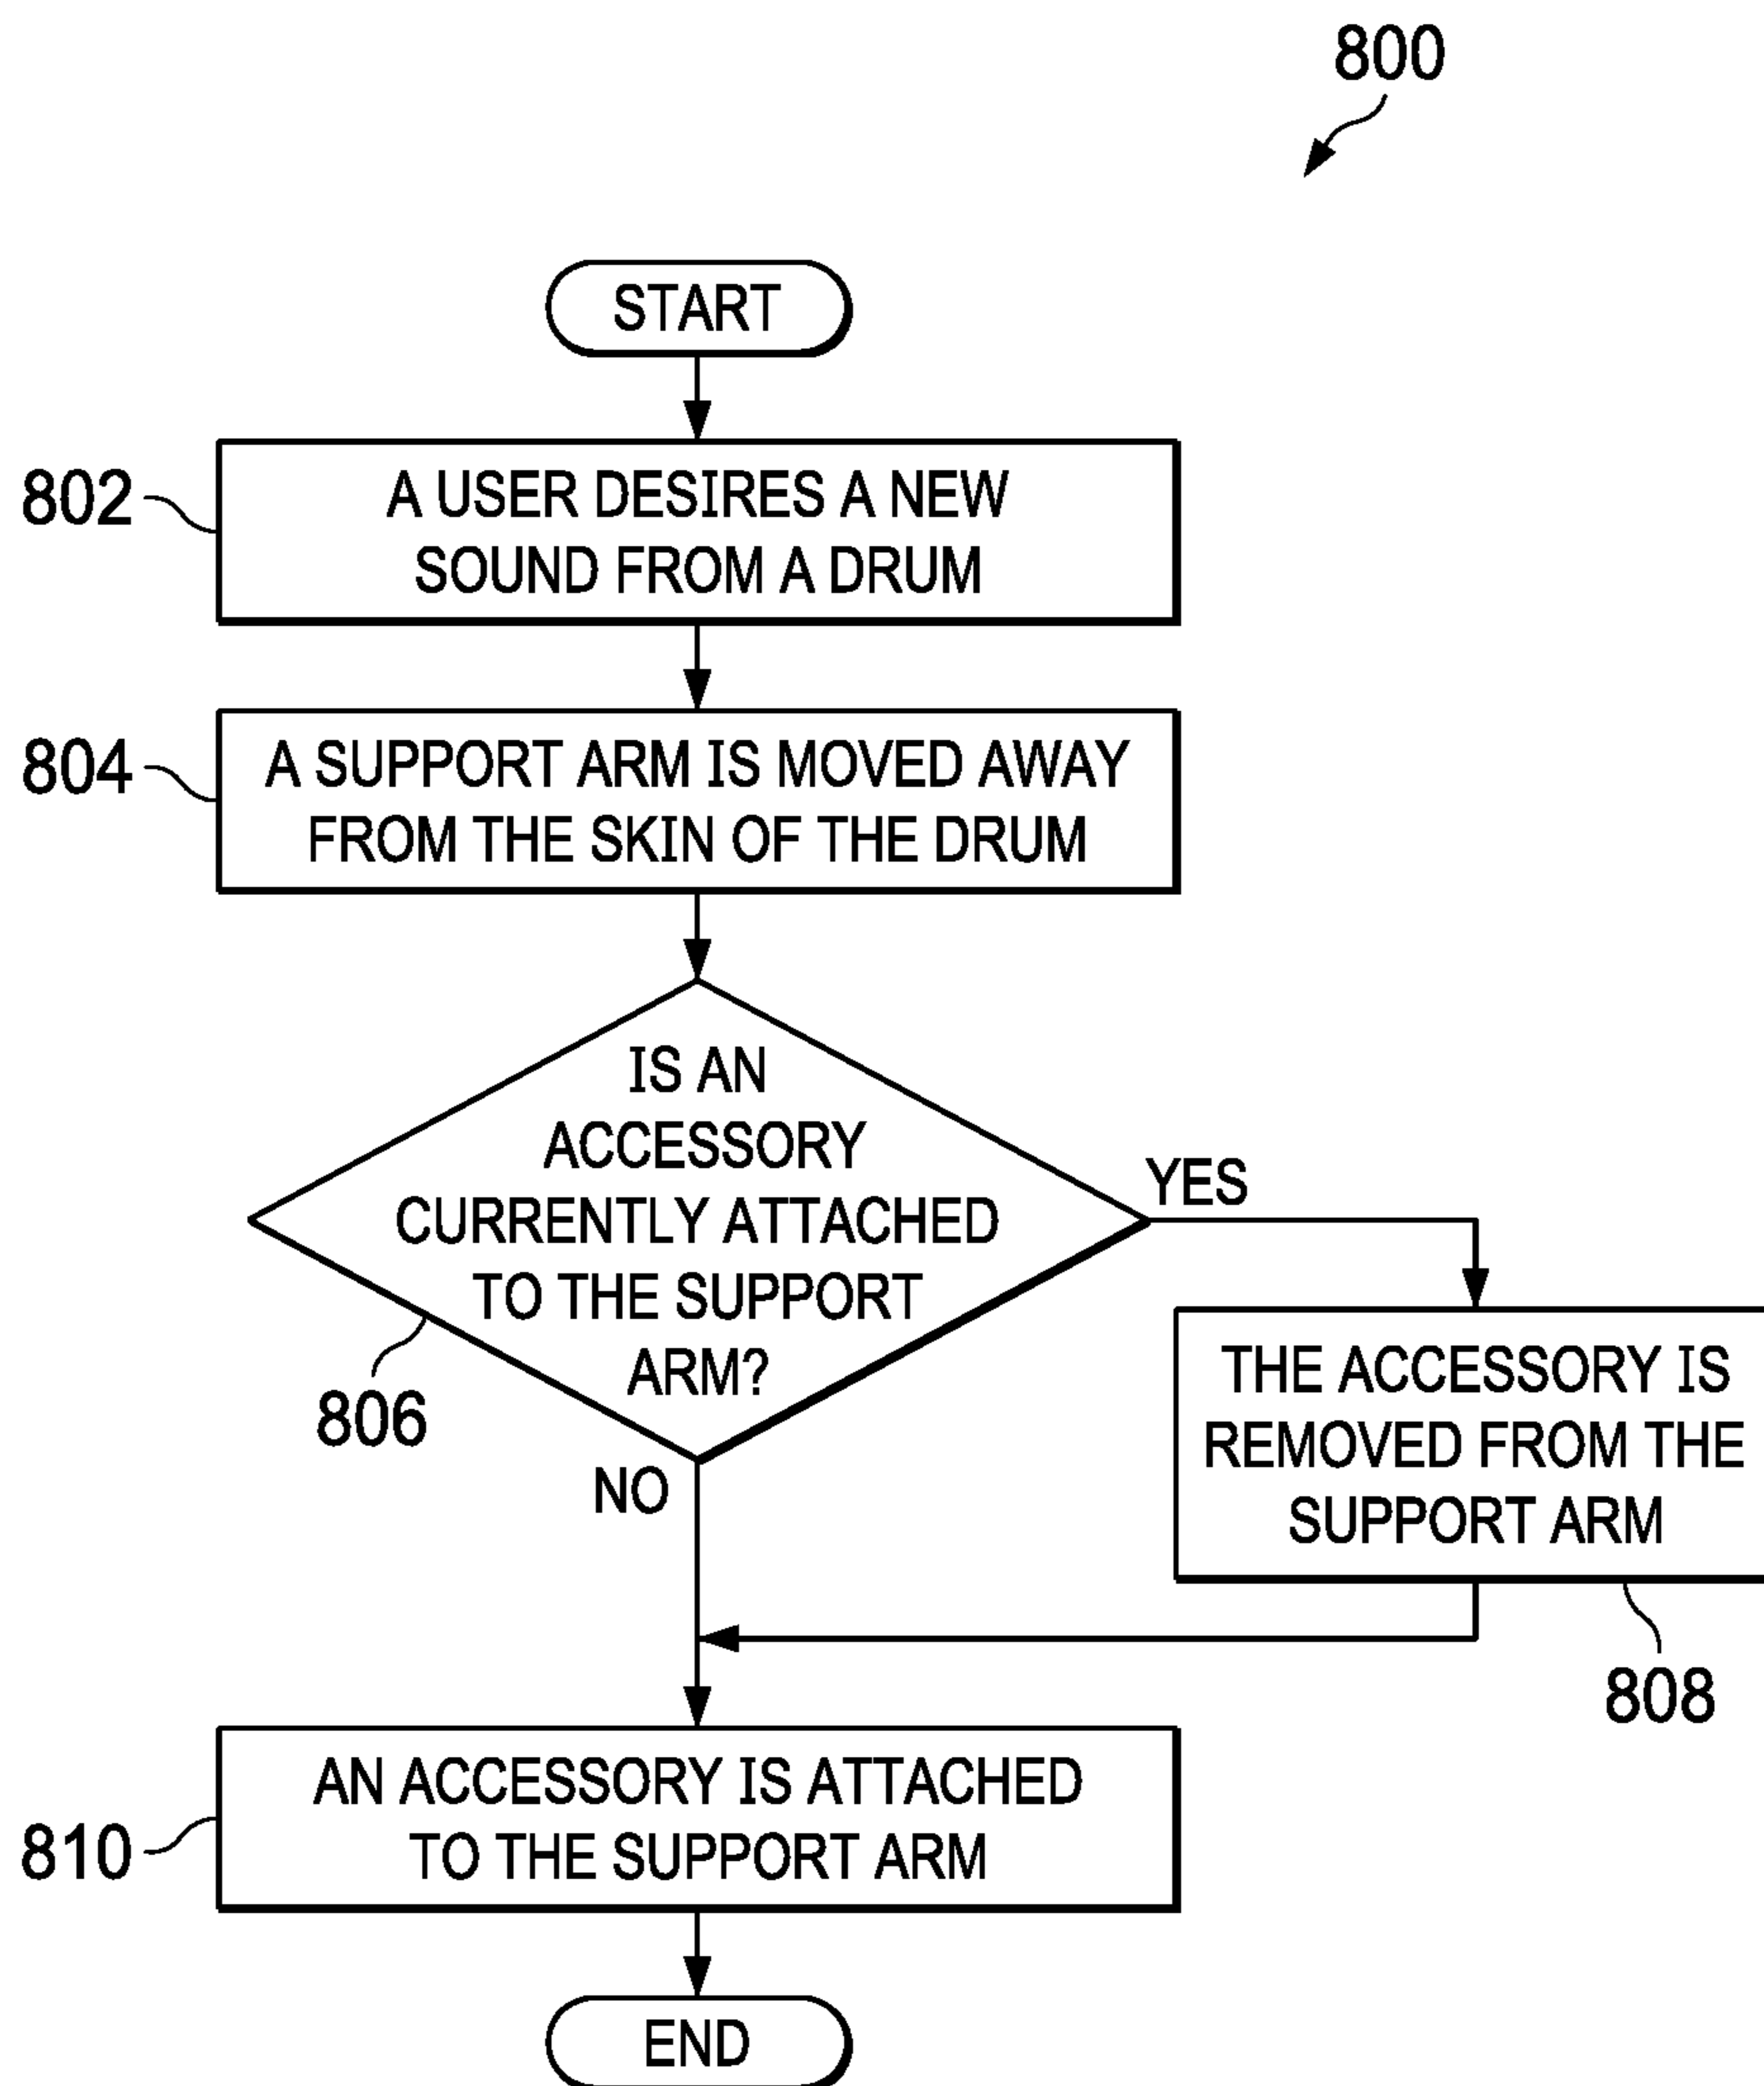 800
START
802
A USER DESIRES A NEW
SOUND FROM A DRUM
804
A SUPPORT ARM IS MOVED AWAY
FROM THE SKIN OF THE DRUM
IS AN
ACCESSORY
CURRENTLY ATTACHED
TO THE SUPPORT
ARM?
806
YES
NO
THE ACCESSORY IS
REMOVED FROM THE
SUPPORT ARM
808
810
AN ACCESSORY IS ATTACHED
TO THE SUPPORT ARM
END